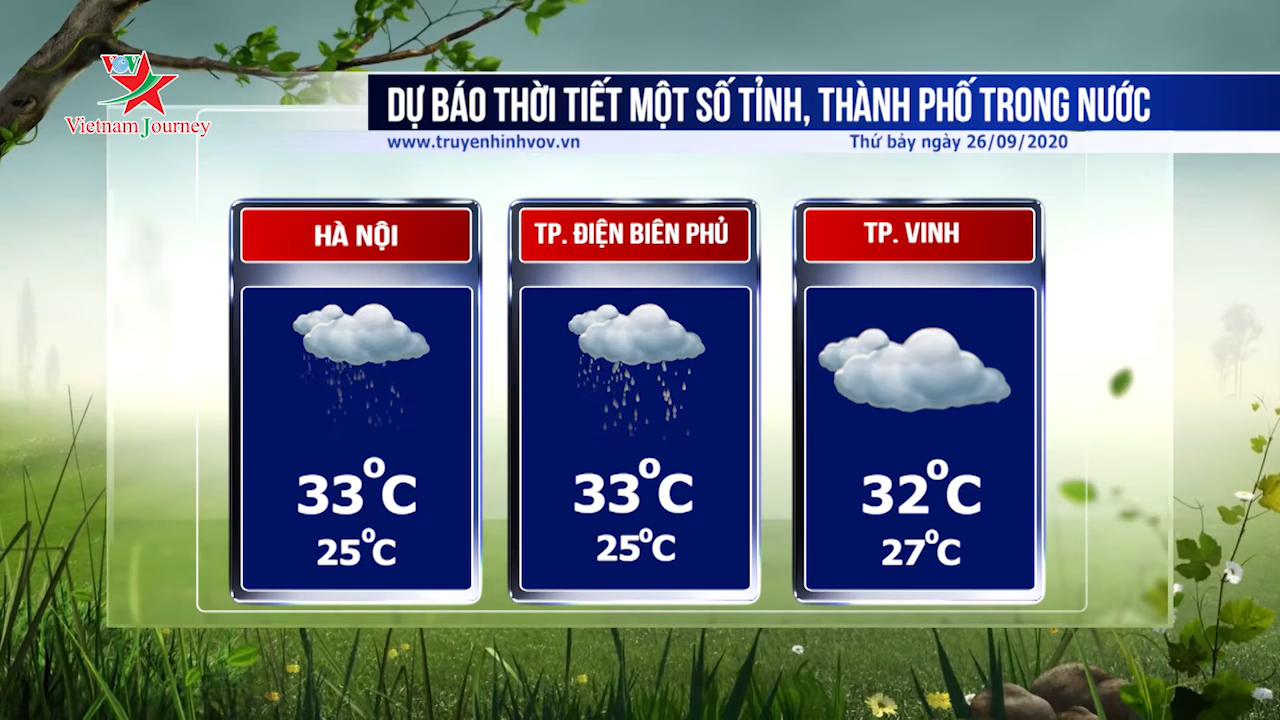 VOV
Vietnam Journey
DỰ BÁO THỜI TIẾT MỘT SỐ TỈNH, THÀNH PHỐ TRONG NƯỚC
www.truyenhinhvov.vn
Thứ bảy ngày 26/09/2020
HÀ NỘI
33°C
25°C
TP. ĐIỆN BIÊN PHỦ
33°C
25°C
TP. VINH
32°C
27°C